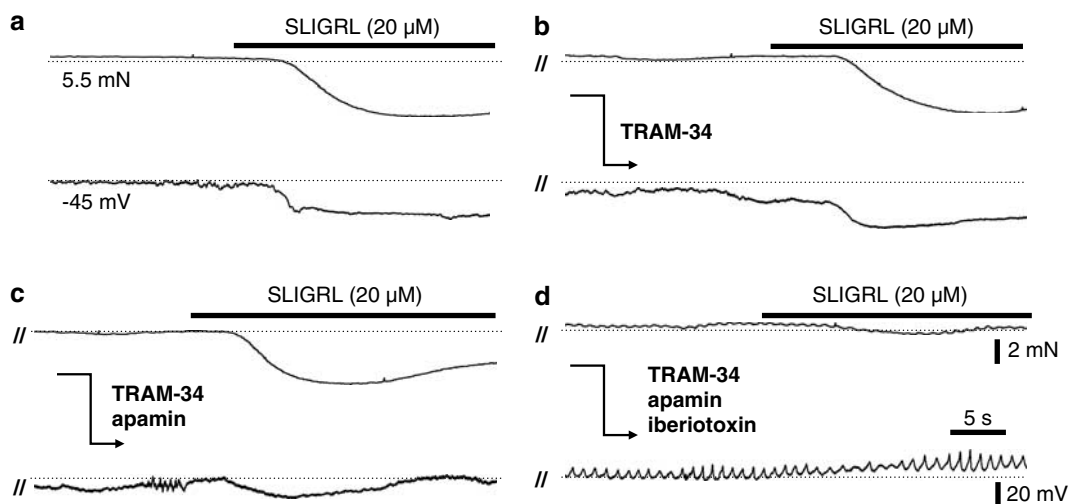 a
SLIGRL (20 µM)
5.5 mN
-45 mV
b
SLIGRL (20 µM)
//
TRAM-34
//
c
SLIGRL (20 µM)
//
TRAM-34
apamin
//
d
SLIGRL (20 µM)
//
2 mN
TRAM-34
apamin
iberiotoxin
5 s
//
20 mV